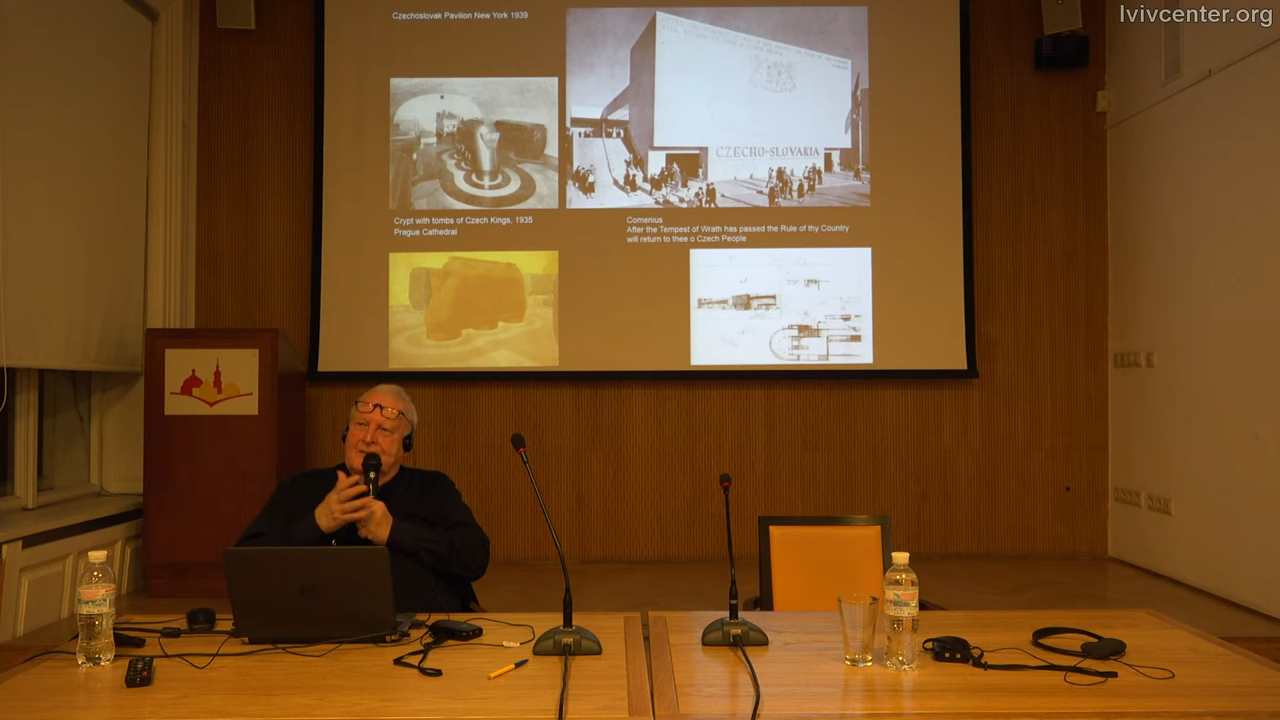 lvivcenter.org
Czechoslovak Pavilion New York 1939
CZECHO-SLOVAKIA
Crypt with tombs of Czech Kings, 1935
Prague Cathedral
Comenius
After the Tempest of Wrath has passed the Rule of thy Country
will return to thee o Czech People